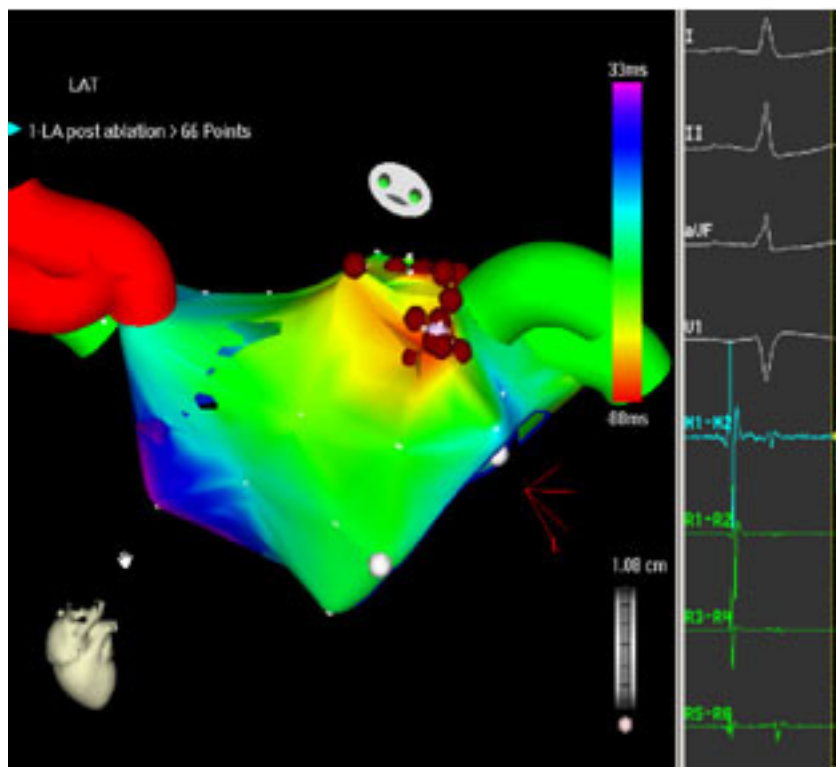 LAT
1-LA post ablation > 66 Points
33ms
-88ms
1.08 cm
I
II
aVF
V1
M1-M2
R1-R2
R3-R4
R5-R6